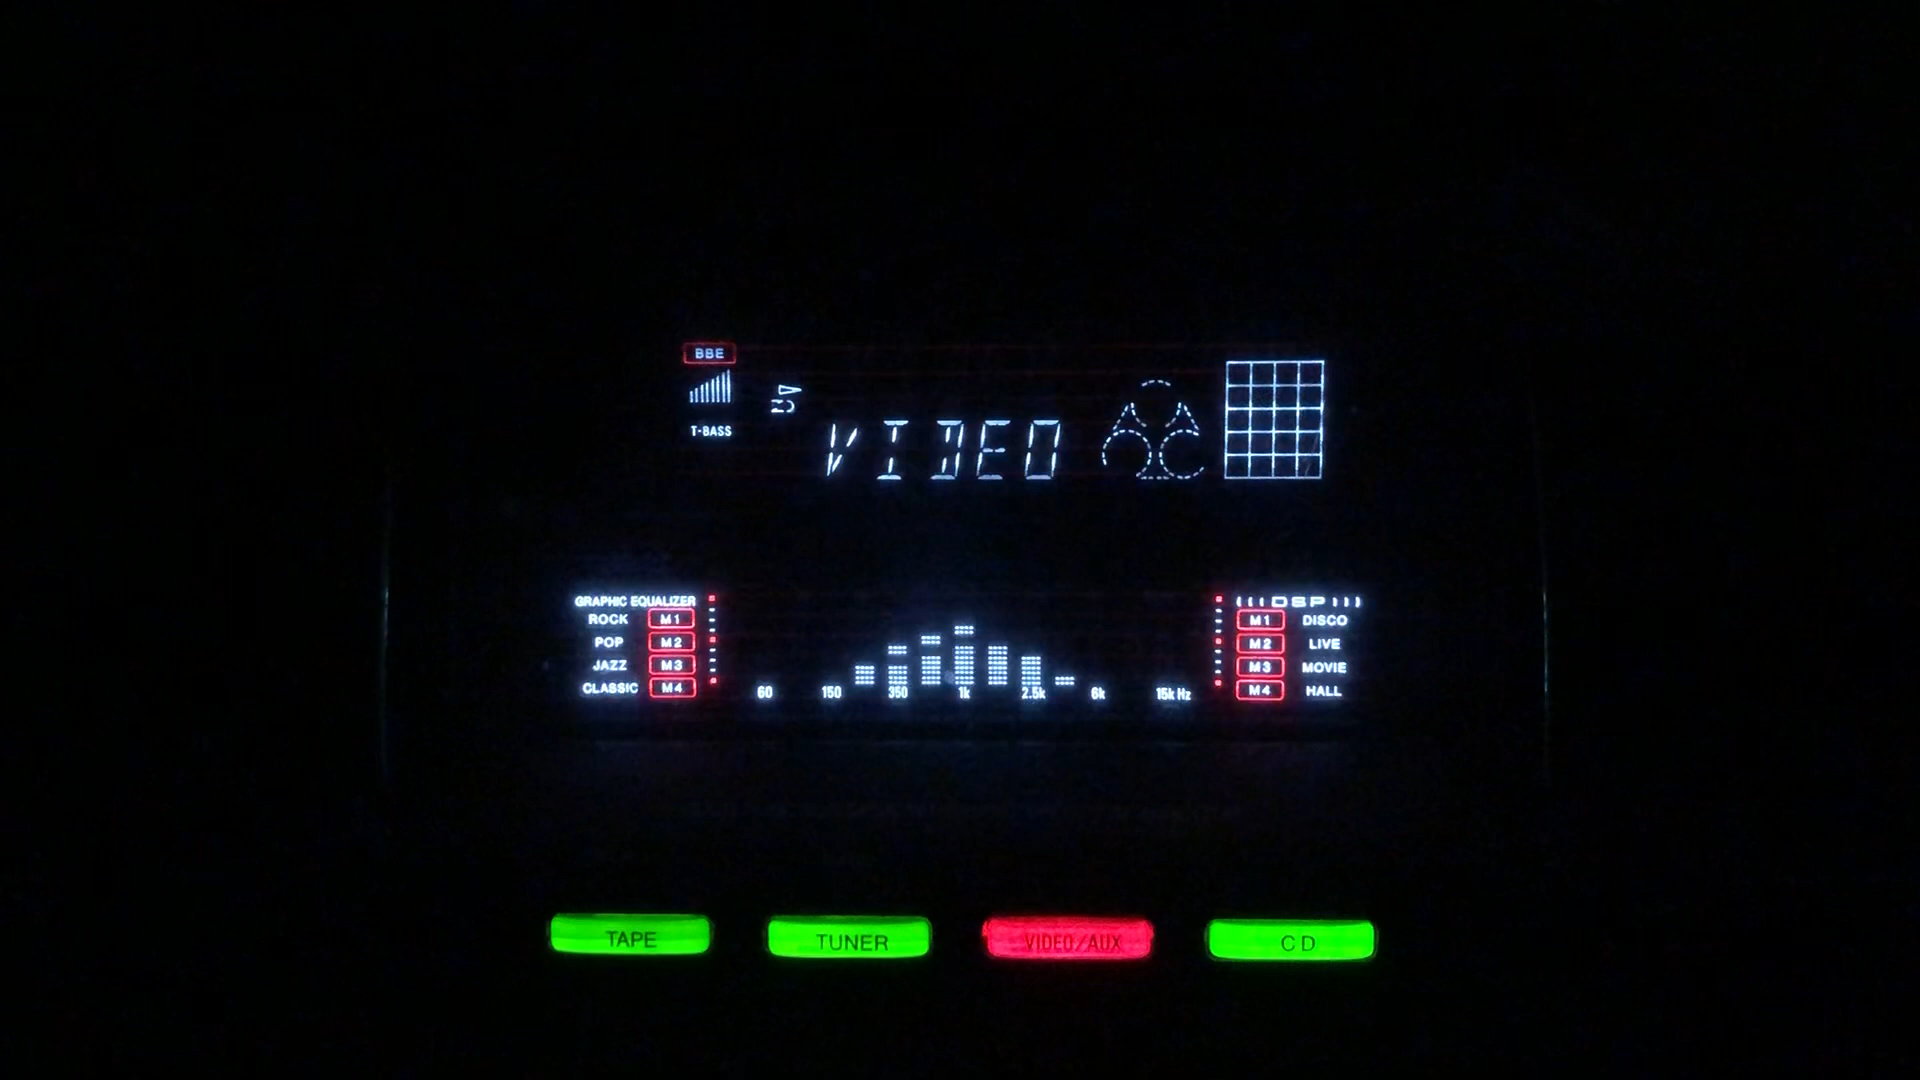 BBE
T-BASS
VIDEO
GRAPHIC EQUALIZER
ROCK M1
POP M2
JAZZ M3
CLASSIC M4
60 150 350 1k 2.5k 6k 15k Hz
DSP
M1 DISCO
M2 LIVE
M3 MOVIE
M4 HALL
TAPE
TUNER
VIDEO/AUX
CD